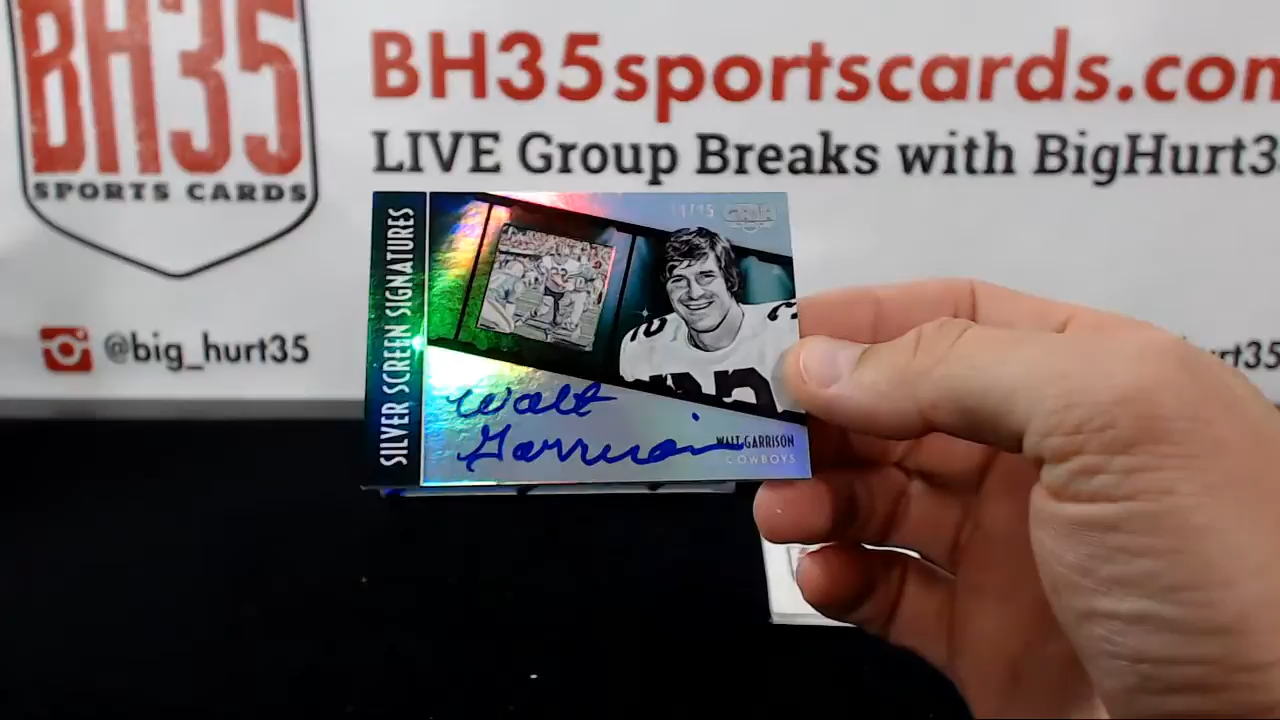 BH35
SPORTS CARDS
BH35sportscards.com
LIVE Group Breaks with BigHurt3
@big_hurt35
rt35
SILVER SCREEN SIGNATURES
Walt
Garrison
WALT GARRISON
COWBOYS